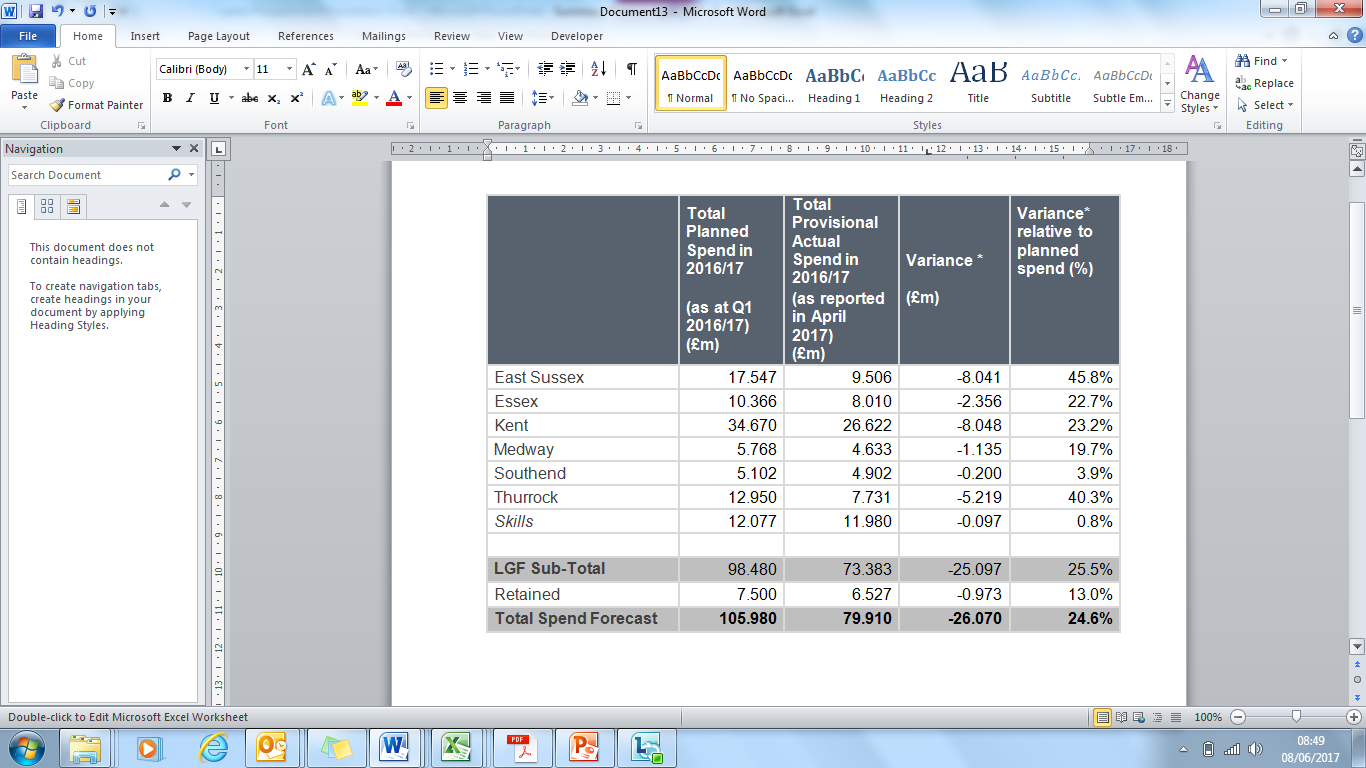 Document13 - Microsoft Word
File Home Insert Page Layout References Mailings Review View Developer
Paste
Cut
Copy
Format Painter
Clipboard
Calibri (Body) 11
Font
Paragraph
AaBbCcDc AaBbCcDc AaBbC AaBbCc AaB AaBbCc. AaBbCcDc
¶ Normal ¶ No Spaci... Heading 1 Heading 2 Title Subtitle Subtle Em...
Styles
Change
Styles
Find
Replace
Select
Editing
Navigation
Search Document
This document does not
contain headings.
To create navigation tabs,
create headings in your
document by applying
Heading Styles.
Total
Planned
Spend in
2016/17
(as at Q1
2016/17)
(£m)
Total
Provisional
Actual
Spend in
2016/17
(as reported
in April
2017)
(£m)
Variance *
(£m)
Variance*
relative to
planned
spend (%)
East Sussex 17.547 9.506 -8.041 45.8%
Essex 10.366 8.010 -2.356 22.7%
Kent 34.670 26.622 -8.048 23.2%
Medway 5.768 4.633 -1.135 19.7%
Southend 5.102 4.902 -0.200 3.9%
Thurrock 12.950 7.731 -5.219 40.3%
Skills 12.077 11.980 -0.097 0.8%
LGF Sub-Total 98.480 73.383 -25.097 25.5%
Retained 7.500 6.527 -0.973 13.0%
Total Spend Forecast 105.980 79.910 -26.070 24.6%
Double-click to Edit Microsoft Excel Worksheet
100%
08:49
08/06/2017